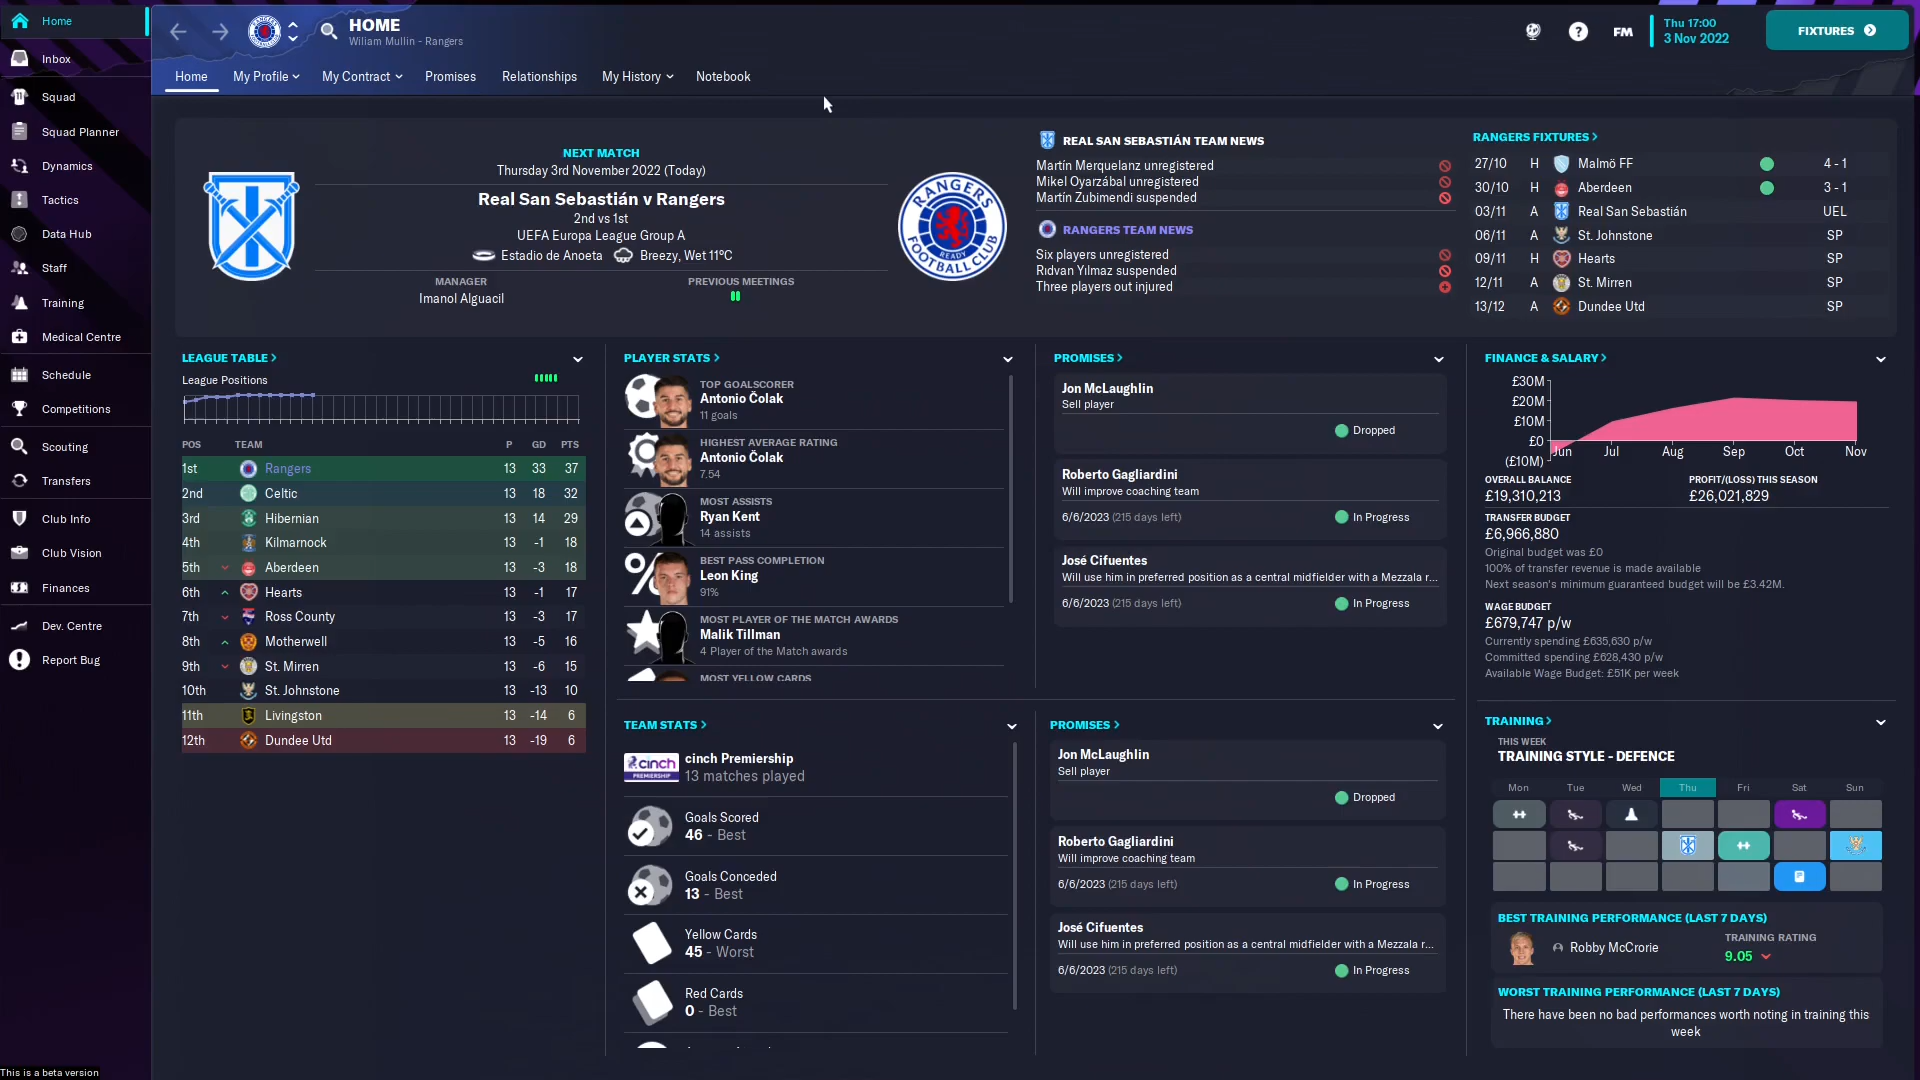 Home
Inbox
Squad
Squad Planner
Dynamics
Tactics
Data Hub
Staff
Training
Medical Centre
Schedule
Competitions
Scouting
Transfers
Club Info
Club Vision
Finances
Dev. Centre
Report Bug
This is a beta version
HOME
Wiliam Mullin - Rangers
FM
Thu 17:00
3 Nov 2022
FIXTURES
Home My Profile My Contract Promises Relationships My History Notebook
NEXT MATCH
Thursday 3rd November 2022 (Today)
Real San Sebastián v Rangers
2nd vs 1st
UEFA Europa League Group A
Estadio de Anoeta Breezy, Wet 11ºC
MANAGER
Imanol Alguacil
PREVIOUS MEETINGS
RANGERS
FOOTBALL CLUB
READY
REAL SAN SEBASTIÁN TEAM NEWS
Martín Merquelanz unregistered
Mikel Oyarzábal unregistered
Martín Zubimendi suspended
RANGERS TEAM NEWS
Six players unregistered
Rıdvan Yılmaz suspended
Three players out injured
RANGERS FIXTURES
27/10 H Malmö FF 4 - 1
30/10 H Aberdeen 3 - 1
03/11 A Real San Sebastián UEL
06/11 A St. Johnstone SP
09/11 H Hearts SP
12/11 A St. Mirren SP
13/12 A Dundee Utd SP
LEAGUE TABLE
League Positions
POS TEAM P GD PTS
1st Rangers 13 33 37
2nd Celtic 13 18 32
3rd Hibernian 13 14 29
4th Kilmarnock 13 -1 18
5th Aberdeen 13 -3 18
6th Hearts 13 -1 17
7th Ross County 13 -3 17
8th Motherwell 13 -5 16
9th St. Mirren 13 -6 15
10th St. Johnstone 13 -13 10
11th Livingston 13 -14 6
12th Dundee Utd 13 -19 6
PLAYER STATS
TOP GOALSCORER
Antonio Čolak
11 goals
HIGHEST AVERAGE RATING
Antonio Čolak
7.54
MOST ASSISTS
Ryan Kent
14 assists
BEST PASS COMPLETION
Leon King
91%
MOST PLAYER OF THE MATCH AWARDS
Malik Tillman
4 Player of the Match awards
MOST YELLOW CARDS
PROMISES
Jon McLaughlin
Sell player
Dropped
Roberto Gagliardini
Will improve coaching team
6/6/2023 (215 days left) In Progress
José Cifuentes
Will use him in preferred position as a central midfielder with a Mezzala r...
6/6/2023 (215 days left) In Progress
FINANCE & SALARY
£30M
£20M
£10M
£0
(£10M)
Jun Jul Aug Sep Oct Nov
OVERALL BALANCE
£19,310,213
PROFIT/(LOSS) THIS SEASON
£26,021,829
TRANSFER BUDGET
£6,966,880
Original budget was £0
100% of transfer revenue is made available
Next season's minimum guaranteed budget will be £3.42M.
WAGE BUDGET
£679,747 p/w
Currently spending £635,630 p/w
Committed spending £628,430 p/w
Available Wage Budget: £51K per week
TEAM STATS
cinch
PREMIERSHIP
cinch Premiership
13 matches played
Goals Scored
46 - Best
Goals Conceded
13 - Best
Yellow Cards
45 - Worst
Red Cards
0 - Best
PROMISES
Jon McLaughlin
Sell player
Dropped
Roberto Gagliardini
Will improve coaching team
6/6/2023 (215 days left) In Progress
José Cifuentes
Will use him in preferred position as a central midfielder with a Mezzala r...
6/6/2023 (215 days left) In Progress
TRAINING
THIS WEEK
TRAINING STYLE - DEFENCE
Mon Tue Wed Thu Fri Sat Sun
BEST TRAINING PERFORMANCE (LAST 7 DAYS)
Robby McCrorie
TRAINING RATING
9.05
WORST TRAINING PERFORMANCE (LAST 7 DAYS)
There have been no bad performances worth noting in training this
week